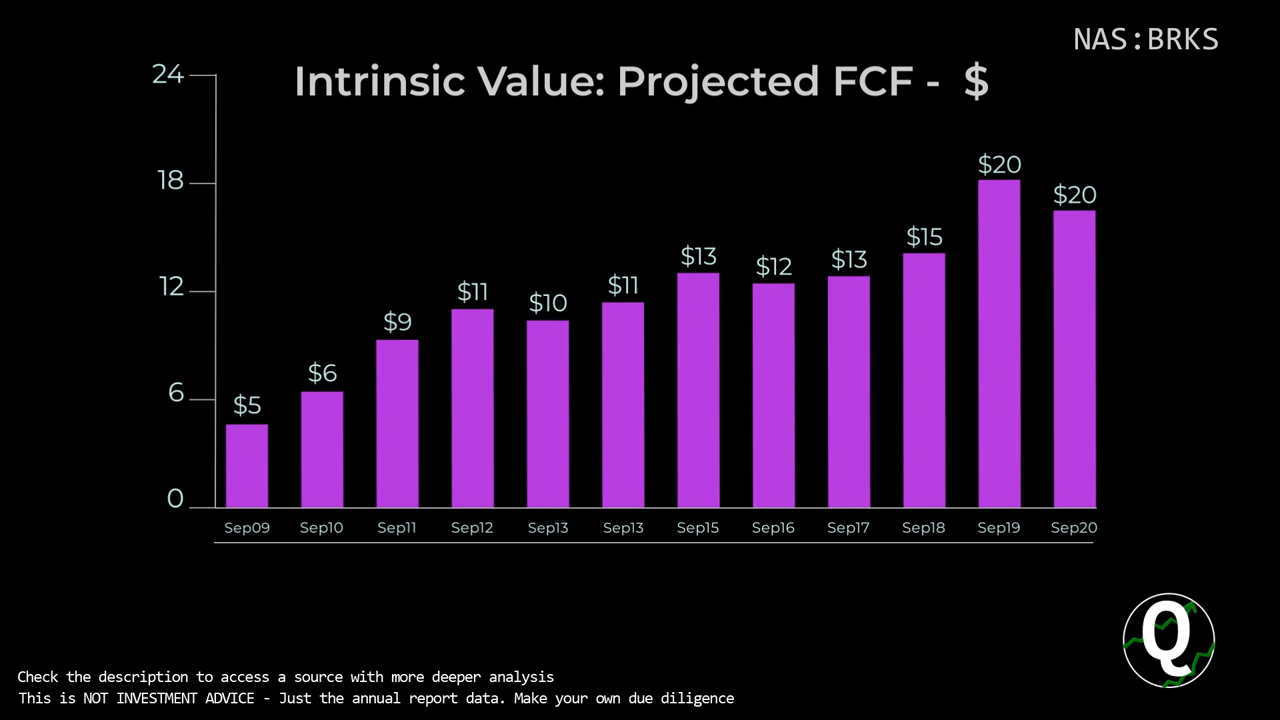 NAS:BRKS
Intrinsic Value: Projected FCF - $
24
18
12
6
0
$5
$6
$9
$11
$10
$11
$13
$12
$13
$15
$20
$20
Sep09 Sep10 Sep11 Sep12 Sep13 Sep13 Sep15 Sep16 Sep17 Sep18 Sep19 Sep20
Q
Check the description to access a source with more deeper analysis
This is NOT INVESTMENT ADVICE - Just the annual report data. Make your own due diligence